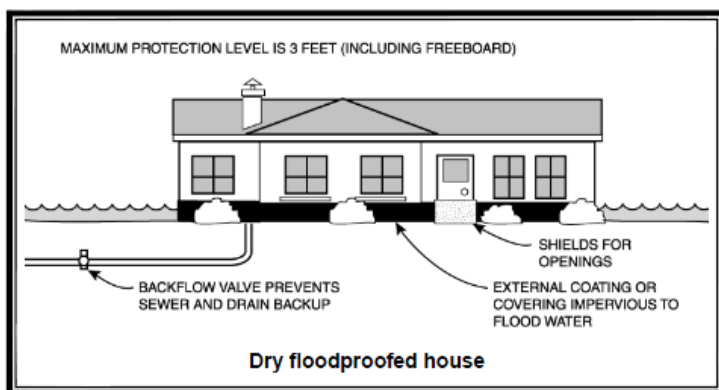 MAXIMUM PROTECTION LEVEL IS 3 FEET (INCLUDING FREEBOARD)
SHIELDS FOR
OPENINGS
BACKFLOW VALVE PREVENTS
SEWER AND DRAIN BACKUP
EXTERNAL COATING OR
COVERING IMPERVIOUS TO
FLOOD WATER
Dry floodproofed house